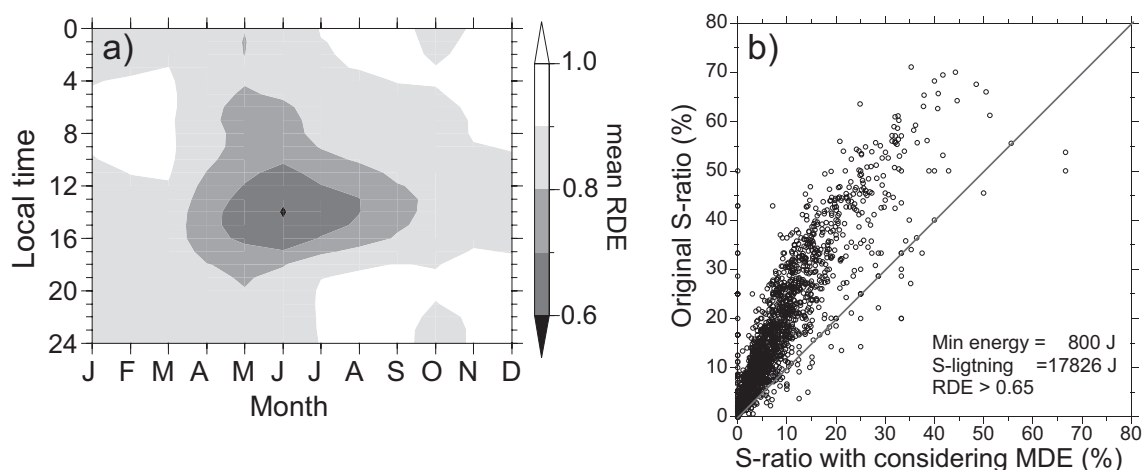 a)
0
4
8
12
16
20
24
Local time
J F M A M J J A S O N D
Month
1.0
0.8
0.6
mean RDE
b)
80
70
60
50
40
30
20
10
0
Original S-ratio (%)
Min energy = 800 J
S-ligtning =17826 J
RDE > 0.65
0 10 20 30 40 50 60 70 80
S-ratio with considering MDE (%)